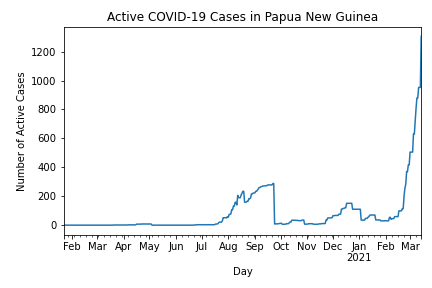 Active COVID-19 Cases in Papua New Guinea
Number of Active Cases
1200
1000
800
600
400
200
0
Feb Mar Apr May Jun Jul Aug Sep Oct Nov Dec Jan Feb Mar
2021
Day